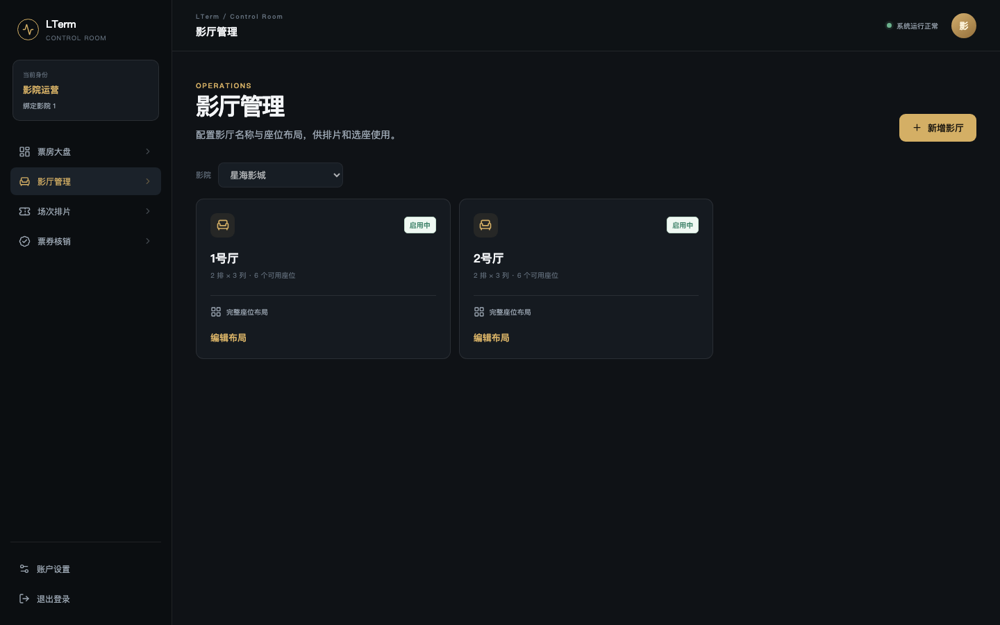 LTerm
CONTROL ROOM
当前身份
影院运营
绑定影院 1
票房大盘
影厅管理
场次排片
票券核销
账户设置
退出登录
LTerm / Control Room
影厅管理
系统运行正常
影
OPERATIONS
影厅管理
配置影厅名称与座位布局，供排片和选座使用。
新增影厅
影院
星海影城
启用中
1号厅
2 排 × 3 列 · 6 个可用座位
完整座位布局
编辑布局
启用中
2号厅
2 排 × 3 列 · 6 个可用座位
完整座位布局
编辑布局